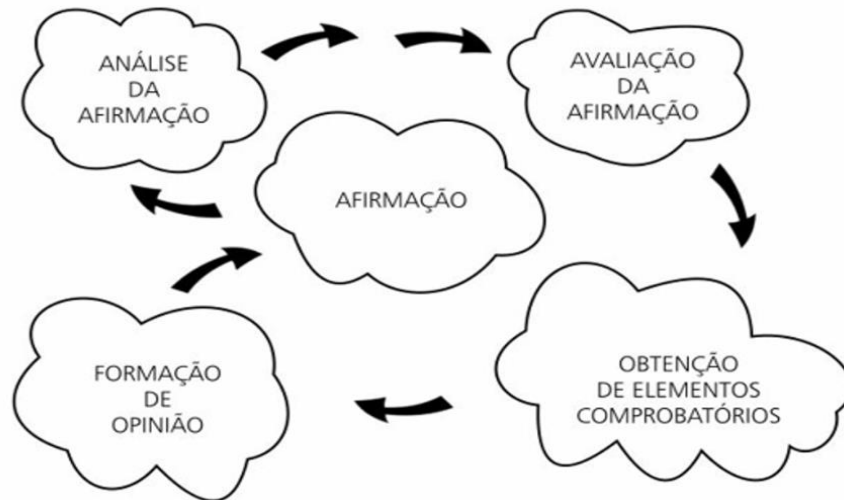 ANÁLISE
DA
AFIRMAÇÃO
AVALIAÇÃO
DA
AFIRMAÇÃO
AFIRMAÇÃO
FORMAÇÃO
DE
OPINIÃO
OBTENÇÃO
DE ELEMENTOS
COMPROBATÓRIOS